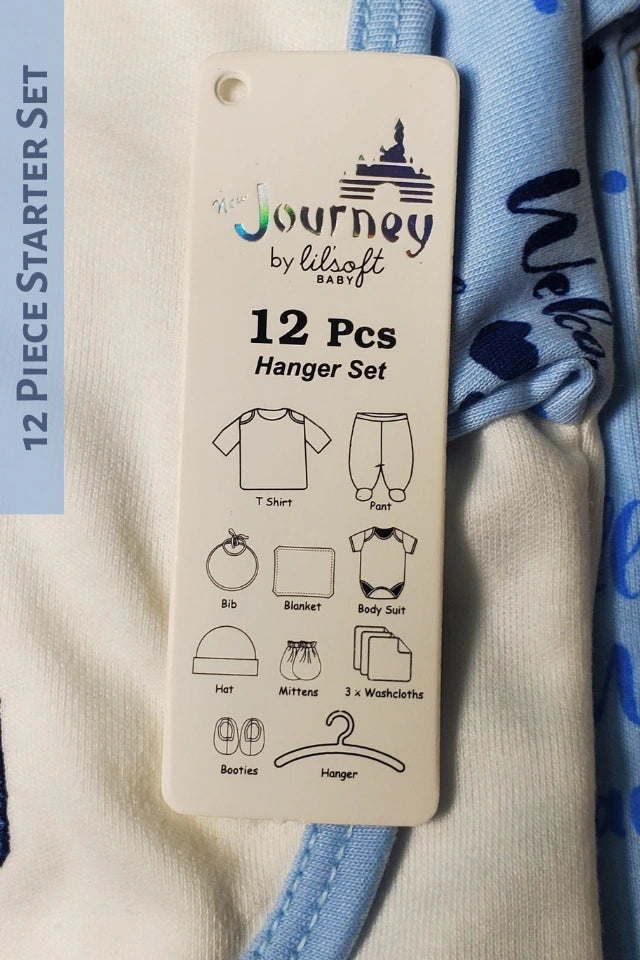 12 Piece Starter Set
New
Journey
by lil'soft
BABY
12 Pcs
Hanger Set
T Shirt Pant
Bib Blanket Body Suit
Hat Mittens 3 x Washcloths
Booties Hanger